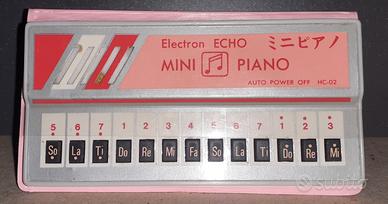 Electron ECHO ミニピアノ
MINI PIANO
AUTO POWER OFF HC-02
5 6 7 1 2 3 4 5 6 7 1 2 3
So La Ti Do Re Mi Fa So La Ti Do Re Mi
subito